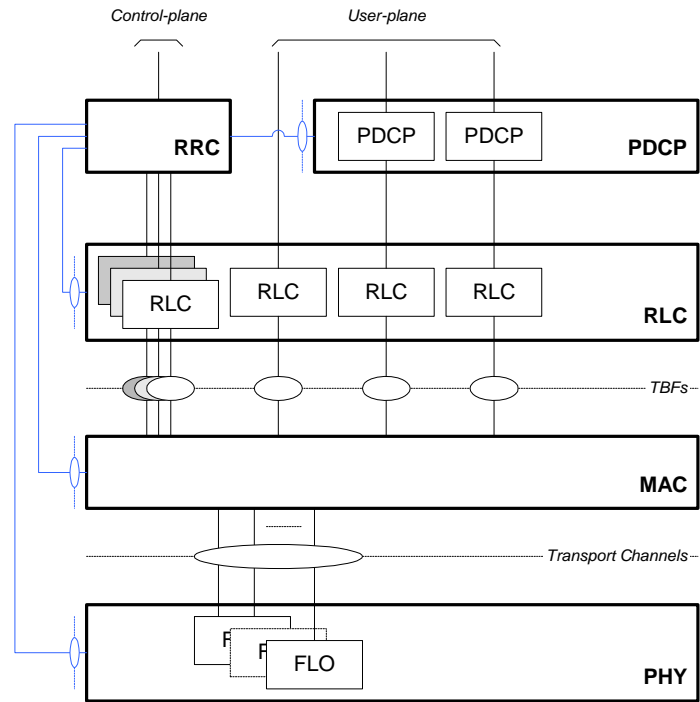 Control-plane
User-plane
PDCP
PDCP
RRC
PDCP
RLC
RLC
RLC
RLC
RLC
TBFs
MAC
Transport Channels
F
F
FLO
PHY